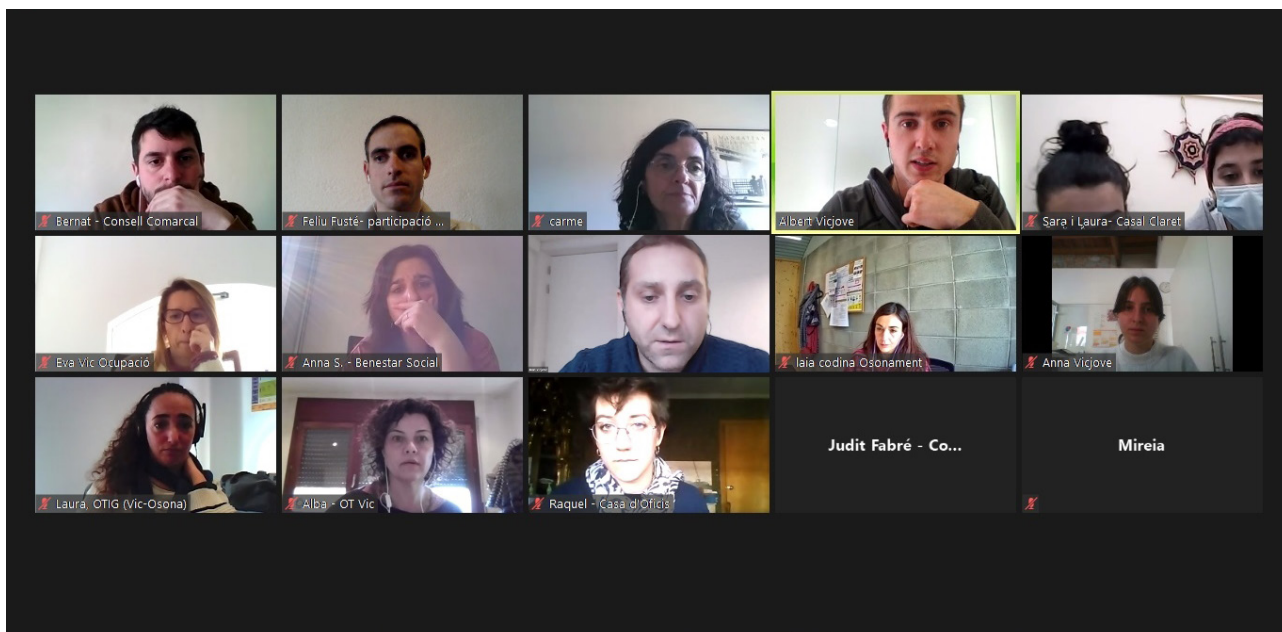 Bernat - Consell Comarcal
Feliu Fusté- participació ...
carme
Albert Vicjove
Sara i Laura- Casal Claret
Eva Vic Ocupació
Anna S. - Benestar Social
laia codina Osonament
Anna Vicjove
Laura, OTIG (Vic-Osona)
Alba - OT Vic
Raquel - Casa d'Oficis
Judit Fabré - Co...
Mireia